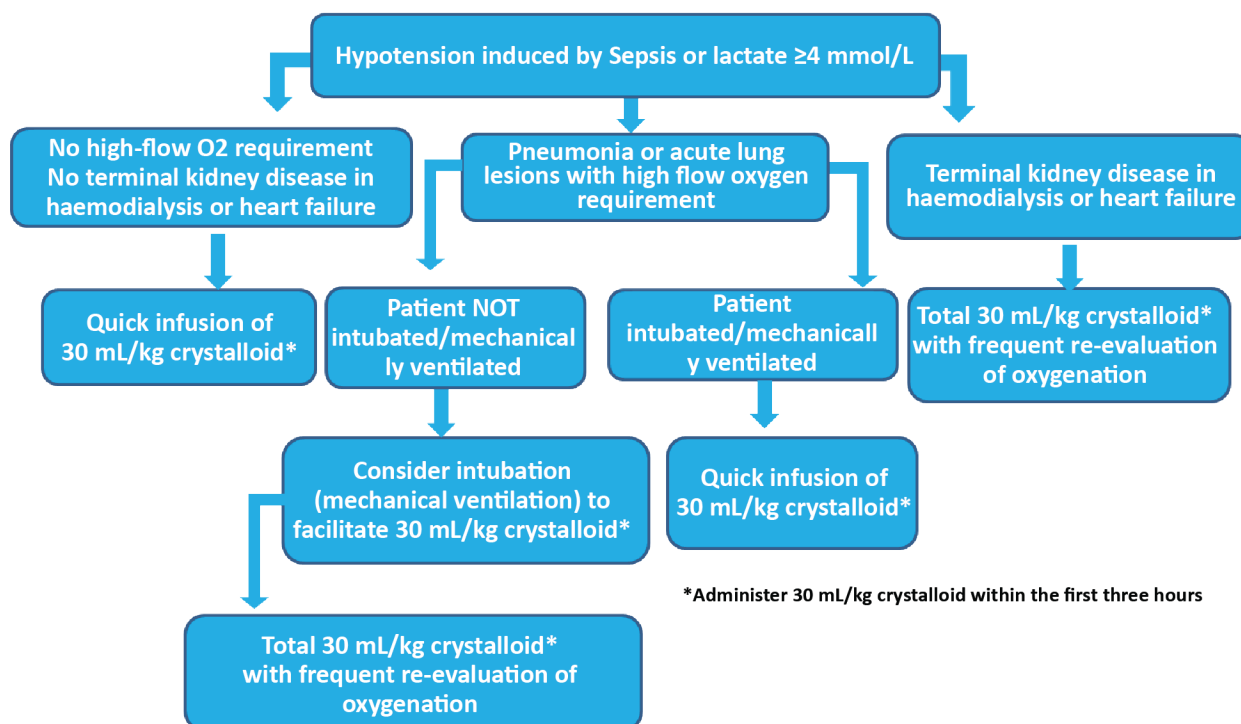 Hypotension induced by Sepsis or lactate ≥4 mmol/L
No high-flow O2 requirement
No terminal kidney disease in
haemodialysis or heart failure
Pneumonia or acute lung
lesions with high flow oxygen
requirement
Terminal kidney disease in
haemodialysis or heart failure
Quick infusion of
30 mL/kg crystalloid*
Patient NOT
intubated/mechanical
ly ventilated
Patient
intubated/mechanicall
y ventilated
Total 30 mL/kg crystalloid*
with frequent re-evaluation
of oxygenation
Consider intubation
(mechanical ventilation) to
facilitate 30 mL/kg crystalloid*
Quick infusion of
30 mL/kg crystalloid*
*Administer 30 mL/kg crystalloid within the first three hours
Total 30 mL/kg crystalloid*
with frequent re-evaluation of
oxygenation